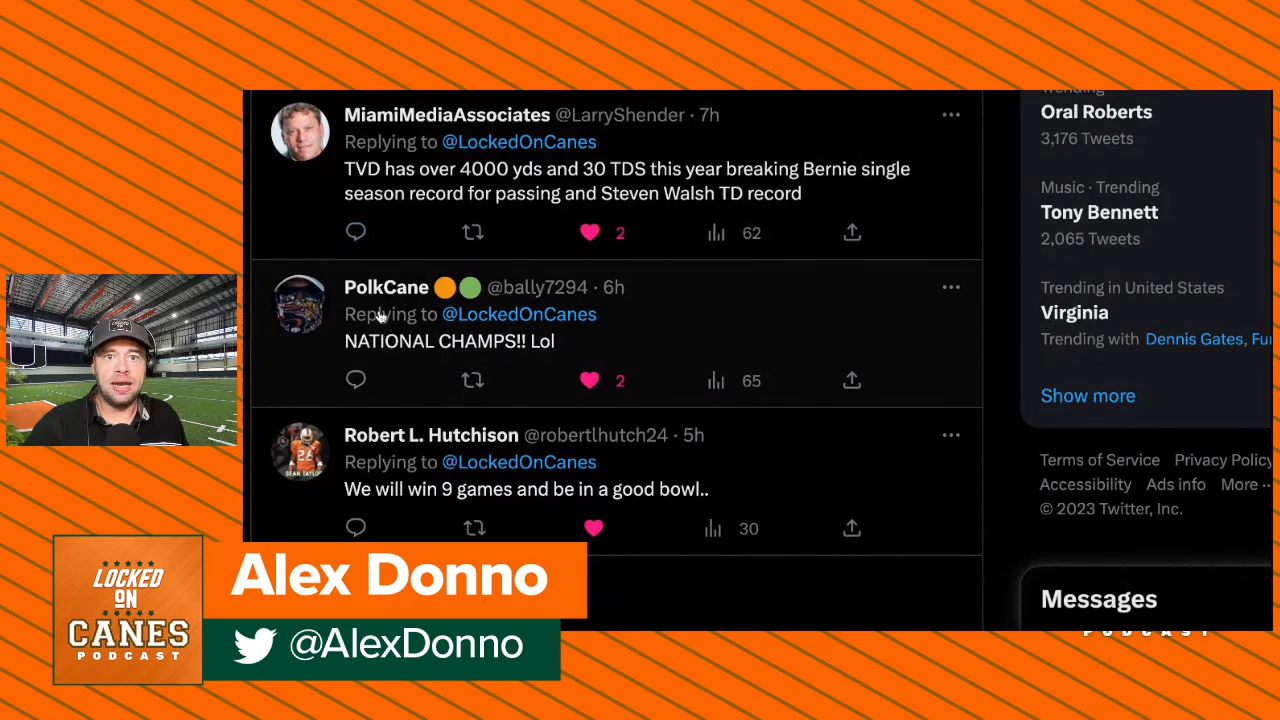 Trending
Oral Roberts
3,176 Tweets
Music · Trending
Tony Bennett
2,065 Tweets
Trending in United States
Virginia
Trending with Dennis Gates, Fu
Show more
Terms of Service Privacy Policy
Accessibility Ads info More ··
© 2023 Twitter, Inc.
Messages
MiamiMediaAssociates @LarryShender · 7h
Replying to @LockedOnCanes
TVD has over 4000 yds and 30 TDS this year breaking Bernie single
season record for passing and Steven Walsh TD record
2 62
PolkCane @bally7294 · 6h
Replying to @LockedOnCanes
NATIONAL CHAMPS!! Lol
2 65
Robert L. Hutchison @robertlhutch24 · 5h
Replying to @LockedOnCanes
We will win 9 games and be in a good bowl..
30
SEAN TAYLO
U
LOCKED
ON
CANES
PODCAST
Alex Donno
@AlexDonno
PODCAST